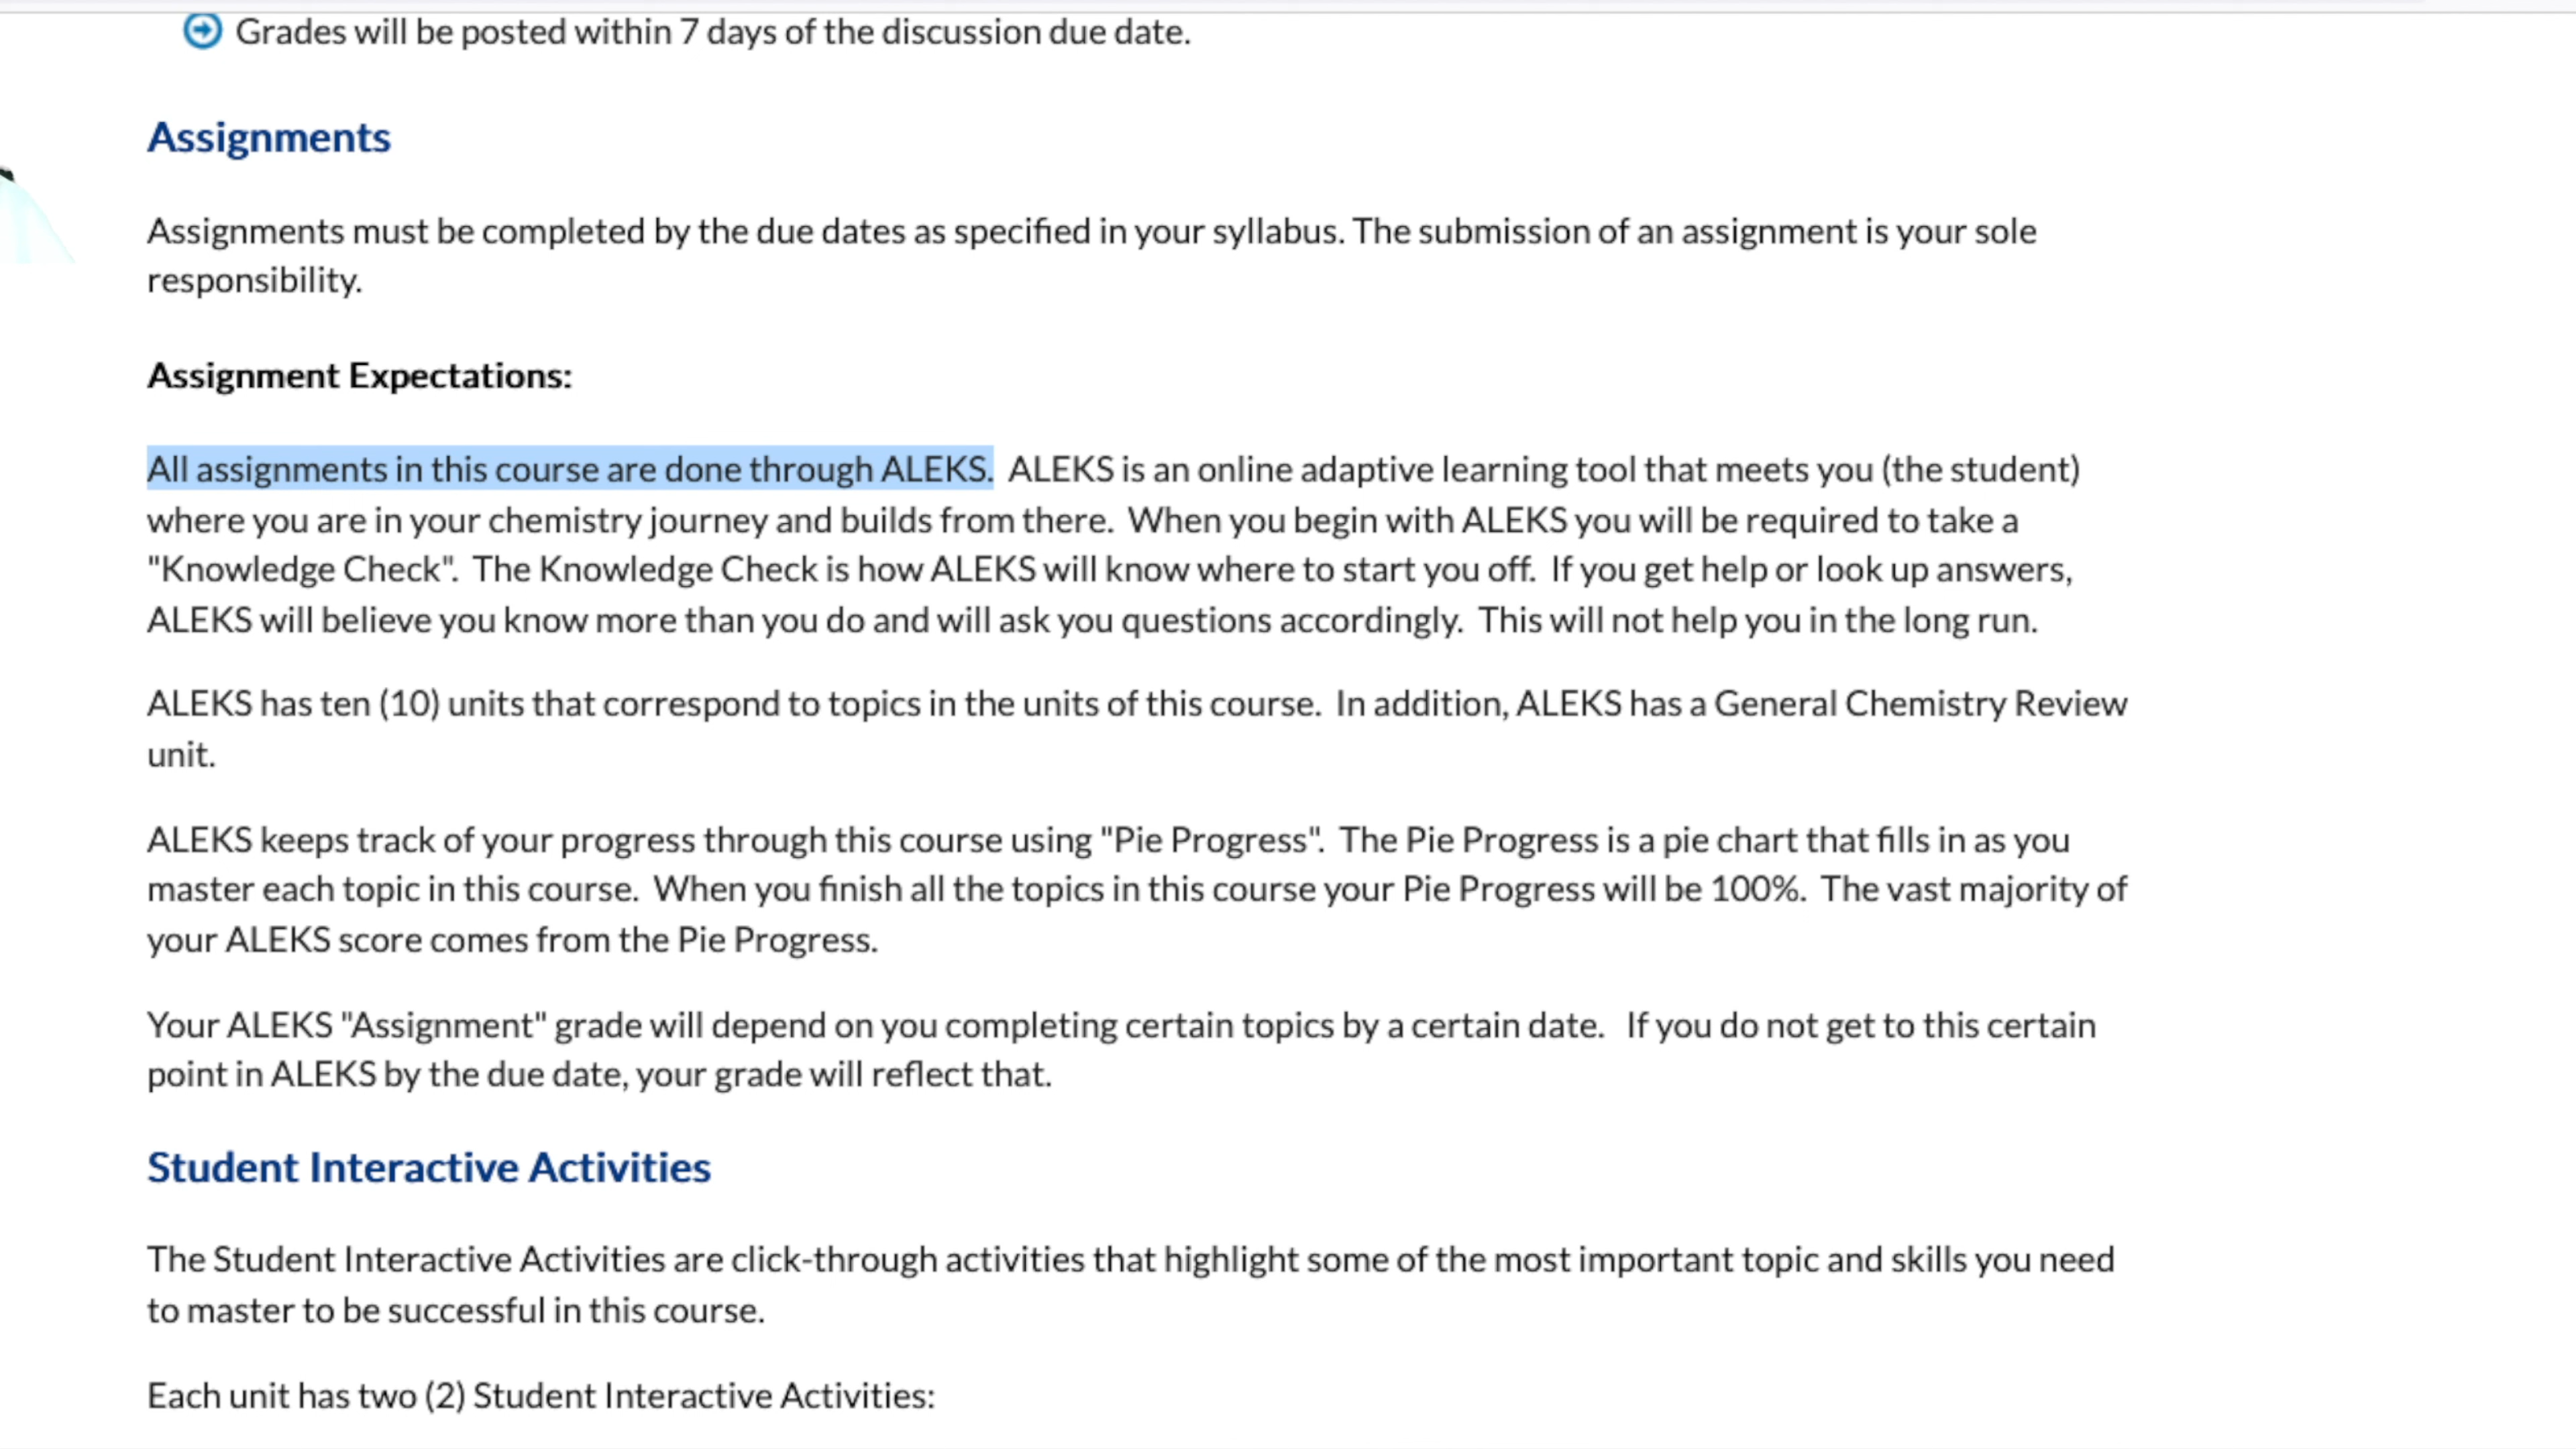 Grades will be posted within 7 days of the discussion due date.
Assignments
Assignments must be completed by the due dates as specified in your syllabus. The submission of an assignment is your sole
responsibility.
Assignment Expectations:
All assignments in this course are done through ALEKS. ALEKS is an online adaptive learning tool that meets you (the student)
where you are in your chemistry journey and builds from there. When you begin with ALEKS you will be required to take a
"Knowledge Check". The Knowledge Check is how ALEKS will know where to start you off. If you get help or look up answers,
ALEKS will believe you know more than you do and will ask you questions accordingly. This will not help you in the long run.
ALEKS has ten (10) units that correspond to topics in the units of this course. In addition, ALEKS has a General Chemistry Review
unit.
ALEKS keeps track of your progress through this course using "Pie Progress". The Pie Progress is a pie chart that fills in as you
master each topic in this course. When you finish all the topics in this course your Pie Progress will be 100%. The vast majority of
your ALEKS score comes from the Pie Progress.
Your ALEKS "Assignment" grade will depend on you completing certain topics by a certain date. If you do not get to this certain
point in ALEKS by the due date, your grade will reflect that.
Student Interactive Activities
The Student Interactive Activities are click-through activities that highlight some of the most important topic and skills you need
to master to be successful in this course.
Each unit has two (2) Student Interactive Activities: